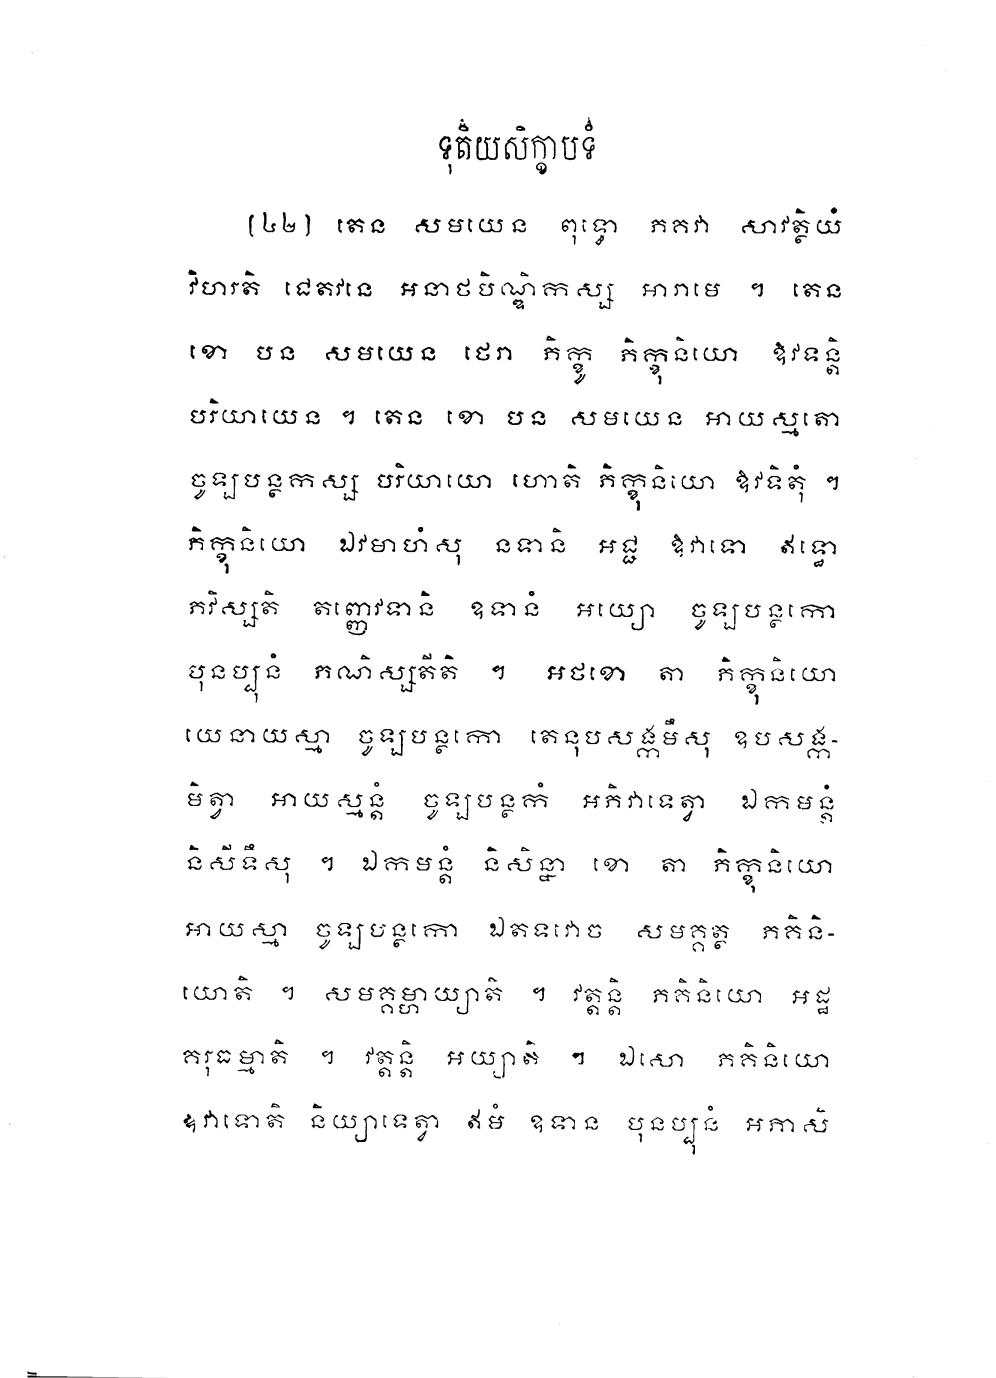 ទុតិយសិក្ខាបទំ
(៤២) តេន សមយេន ពុទ្ធោ ភគវា សាវត្ថិយំ
វិហរតិ ជេតវនេ អនាថបិណ្ឌិកស្ស អារាមេ ។ តេន
ខោ បន សមយេន ថេរា ភិក្ខូ ភិក្ខុនិយោ ឱវទន្តិ
បរិយាយេន ។ តេន ខោ បន សមយេន អាយស្មតោ
ចូឡបន្ថកស្ស បរិយាយោ ហោតិ ភិក្ខុនិយោ ឱវទិតុំ ។
ភិក្ខុនិយោ ឯវមាហំសុ នទានិ អជ្ជ ឱវាទោ ឥទ្ធោ
ភវិស្សតិ តញ្ញេវទានិ ឧទានំ អយ្យោ ចូឡបន្ថកោ
បុនប្បុនំ ភណិស្សតីតិ ។ អថខោ តា ភិក្ខុនិយោ
យេនាយស្មា ចូឡបន្ថកោ តេនុបសង្កមឹសុ ឧបសង្ក-
មិត្វា អាយស្មន្តំ ចូឡបន្ថកំ អភិវាទេត្វា ឯកមន្តំ
និសីទឹសុ ។ ឯកមន្តំ និសិន្នា ខោ តា ភិក្ខុនិយោ
អាយស្មា ចូឡបន្ថកោ ឯតទវោច សមគ្គត្ថ ភគិនិ-
យោតិ ។ សមគ្គម្ហាយ្យាតិ ។ វត្តន្តិ ភគិនិយោ អដ្ឋ
គរុធម្មាតិ ។ វត្តន្តិ អយ្យាតិ ។ ឯសោ ភគិនិយោ
ឱវាទោតិ និយ្យាទេត្វា ឥមំ ឧទាន បុនប្បុនំ អភាសិ